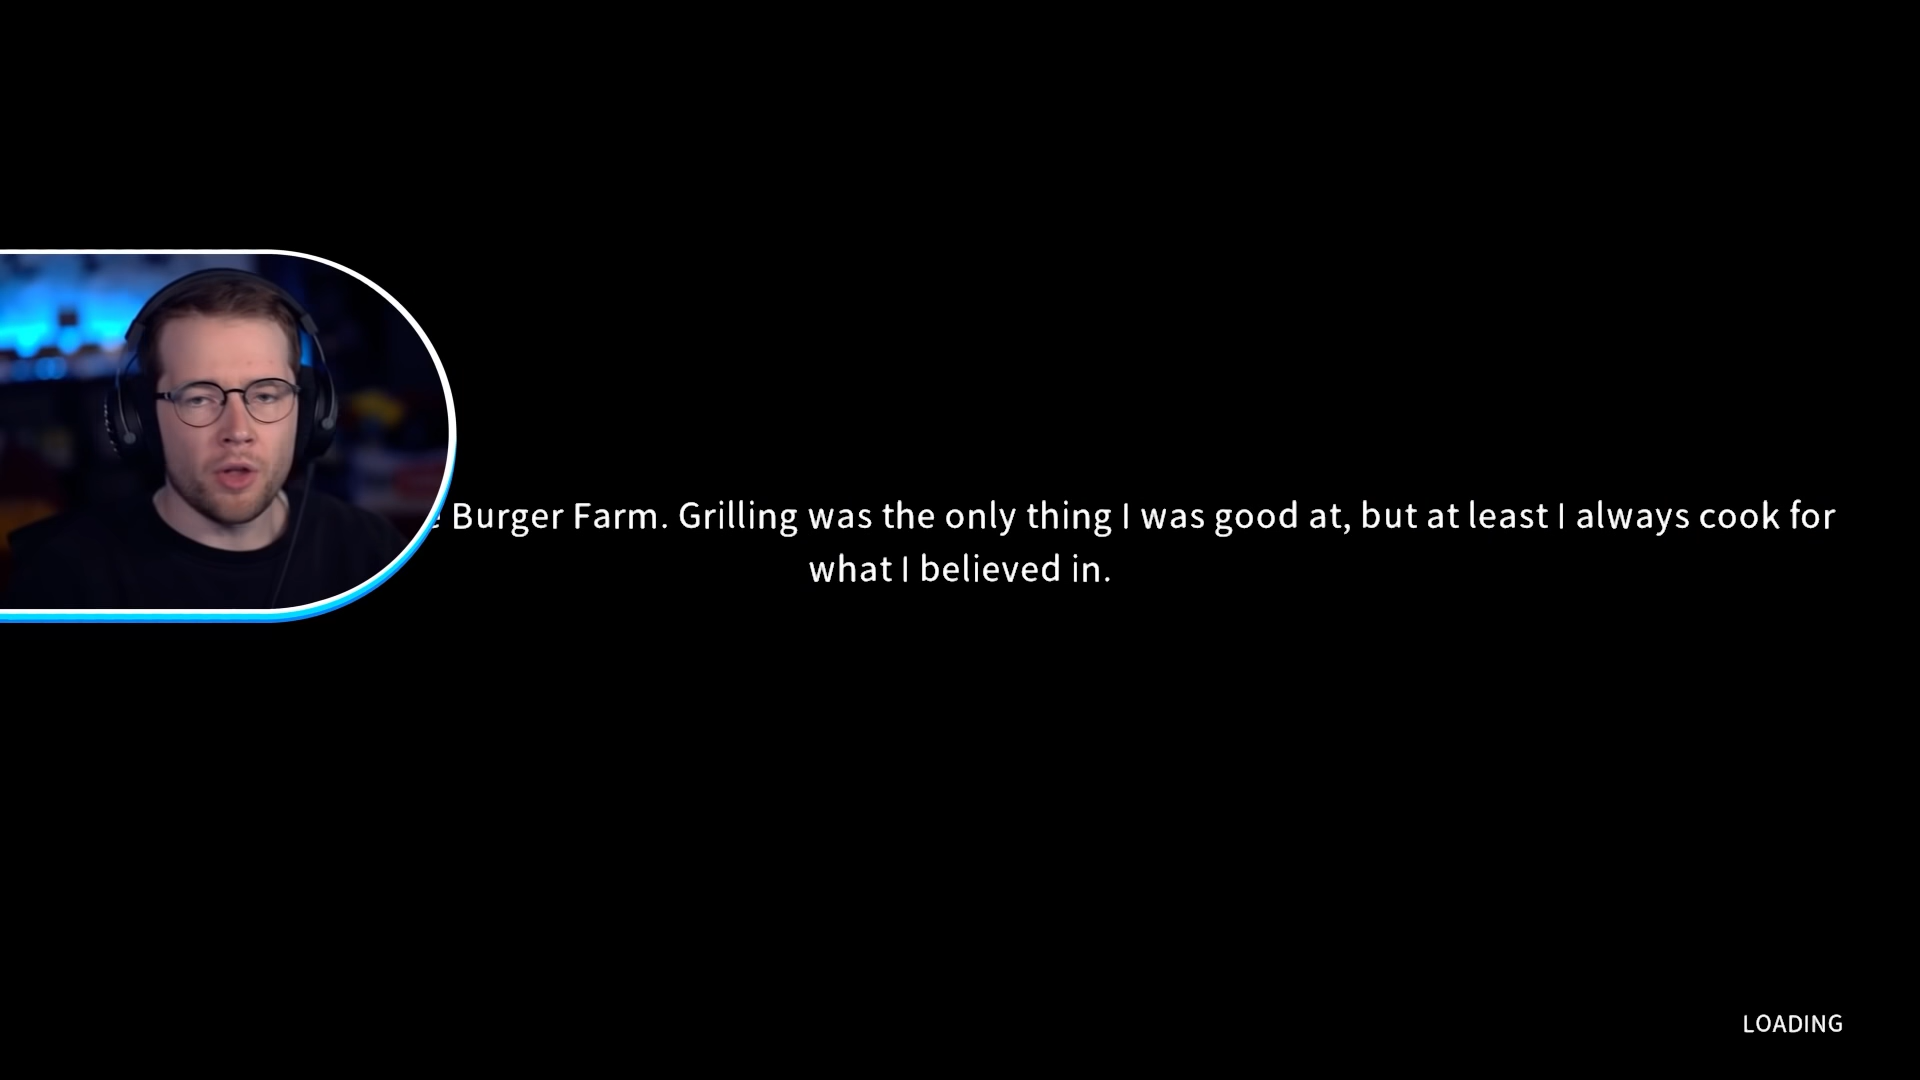 Burger Farm. Grilling was the only thing I was good at, but at least I always cook for
what I believed in.
LOADING